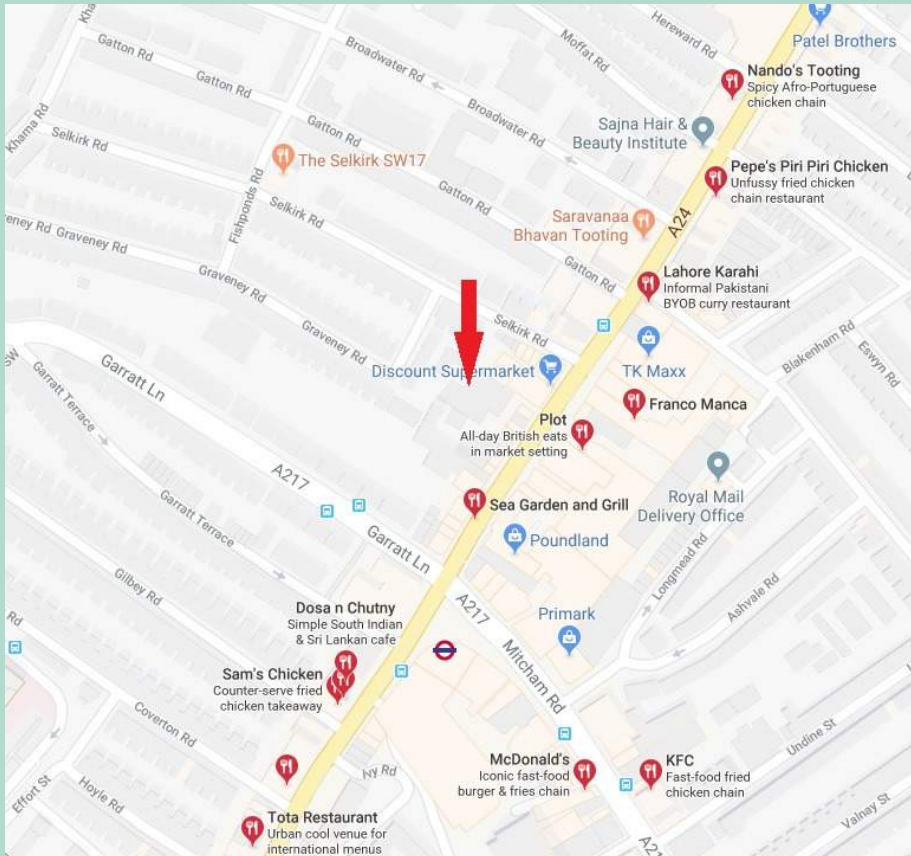 Kha
Hereward Rd
Patel Brothers
Gatton Rd
Broadwater Rd
Moffat Rd
Nando's Tooting
Spicy Afro-Portuguese
chicken chain
Gatton Rd
Khama Rd
Broadwater Rd
Sajna Hair &
Beauty Institute
Selkirk Rd
Gatton Rd
The Selkirk SW17
Pepe's Piri Piri Chicken
Unfussy fried chicken
chain restaurant
Fishponds Rd
Selkirk Rd
Gatton Rd
A24
Saravanaa
Bhavan Tooting
veney Rd
Graveney Rd
Graveney Rd
Gatton Rd
Lahore Karahi
Informal Pakistani
BYOB curry restaurant
Graveney Rd
Selkirk Rd
Blakenham Rd
Eswyn Rd
SW
Garratt Ln
Discount Supermarket
TK Maxx
Garratt Terrace
Franco Manca
Plot
All-day British eats
in market setting
A217
Royal Mail
Delivery Office
Sea Garden and Grill
Garratt Terrace
Garratt Ln
Poundland
Longmead Rd
Gilbey Rd
Ashvale Rd
Rd
Dosa n Chutny
Simple South Indian
& Sri Lankan cafe
A217
Primark
Mitcham Rd
Sam's Chicken
Counter-serve fried
chicken takeaway
Coverton Rd
Undine St
Ivy Rd
McDonald's
Iconic fast-food
burger & fries chain
KFC
Fast-food fried
chicken chain
Effort St
Hoyle Rd
Valnay St
Tota Restaurant
Urban cool venue for
international menus
A21